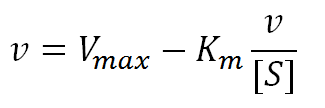 v = V_max − K_m v/[S]